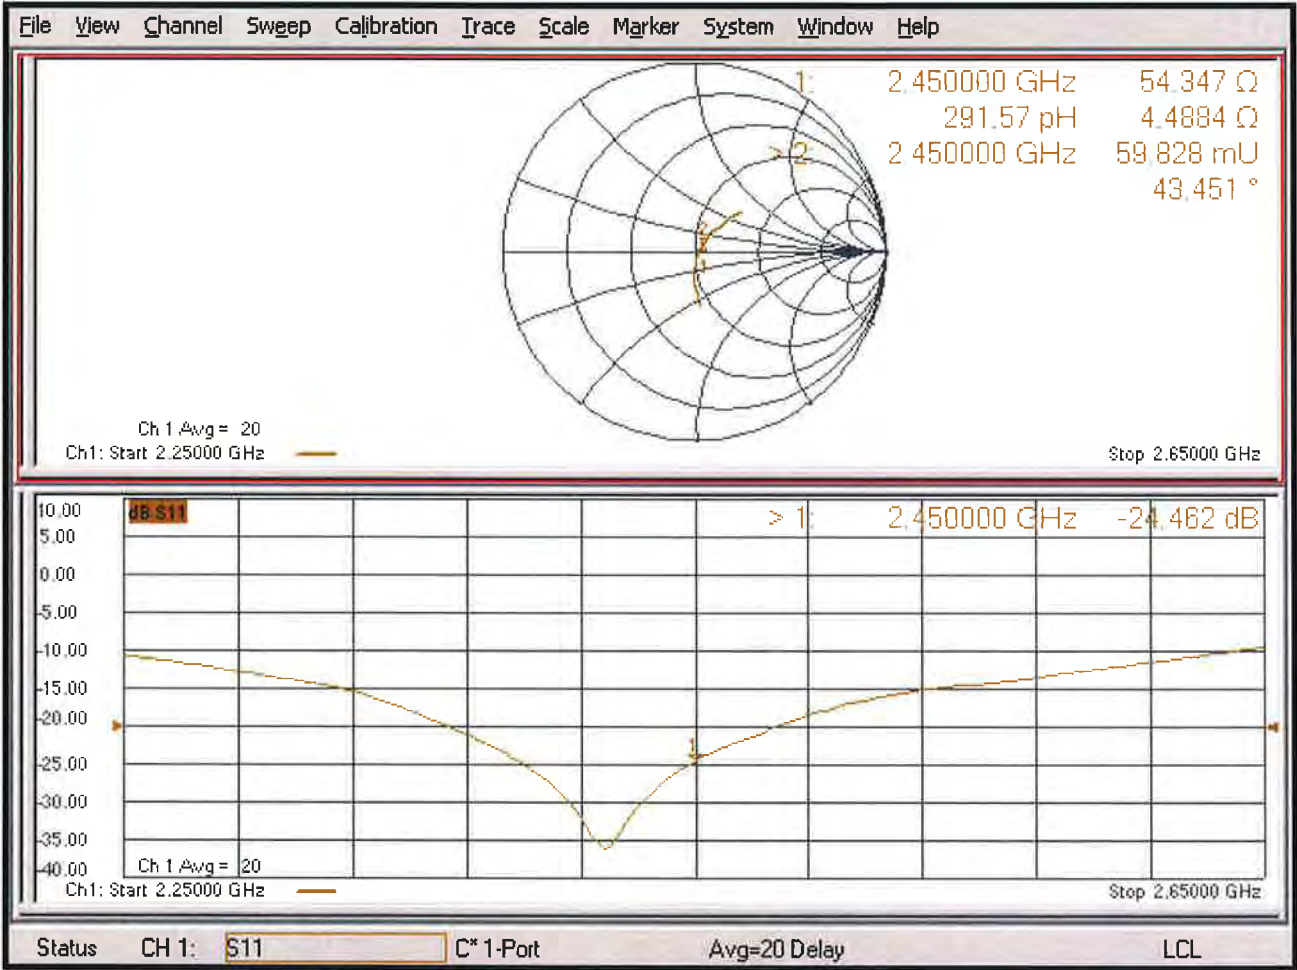 File View Channel Sweep Calibration Trace Scale Marker System Window Help
1: 2.450000 GHz 54.347 Ω
291.57 pH 4.4884 Ω
> 2: 2.450000 GHz 59.828 mU
43.451 °
Ch 1 Avg = 20
Ch1: Start 2.25000 GHz
Stop 2.65000 GHz
10.00
dB S11
> 1: 2.450000 GHz -24.462 dB
5.00
0.00
-5.00
-10.00
-15.00
-20.00
1
-25.00
-30.00
-35.00
-40.00
Ch 1 Avg = 20
Ch1: Start 2.25000 GHz
Stop 2.65000 GHz
Status CH 1: S11 C* 1-Port Avg=20 Delay LCL